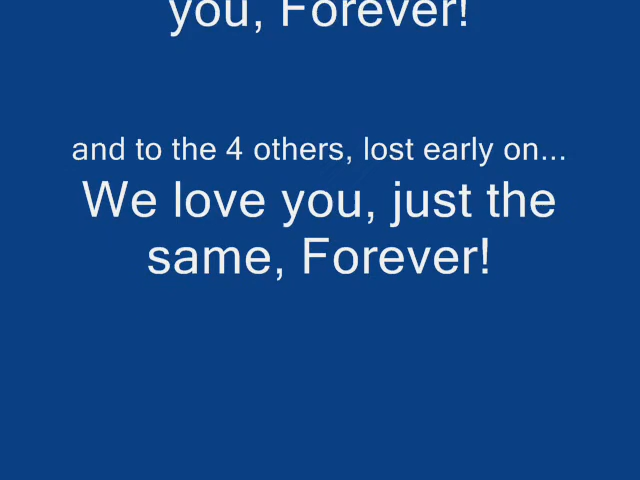 you, Forever!
and to the 4 others, lost early on...
We love you, just the
same, Forever!